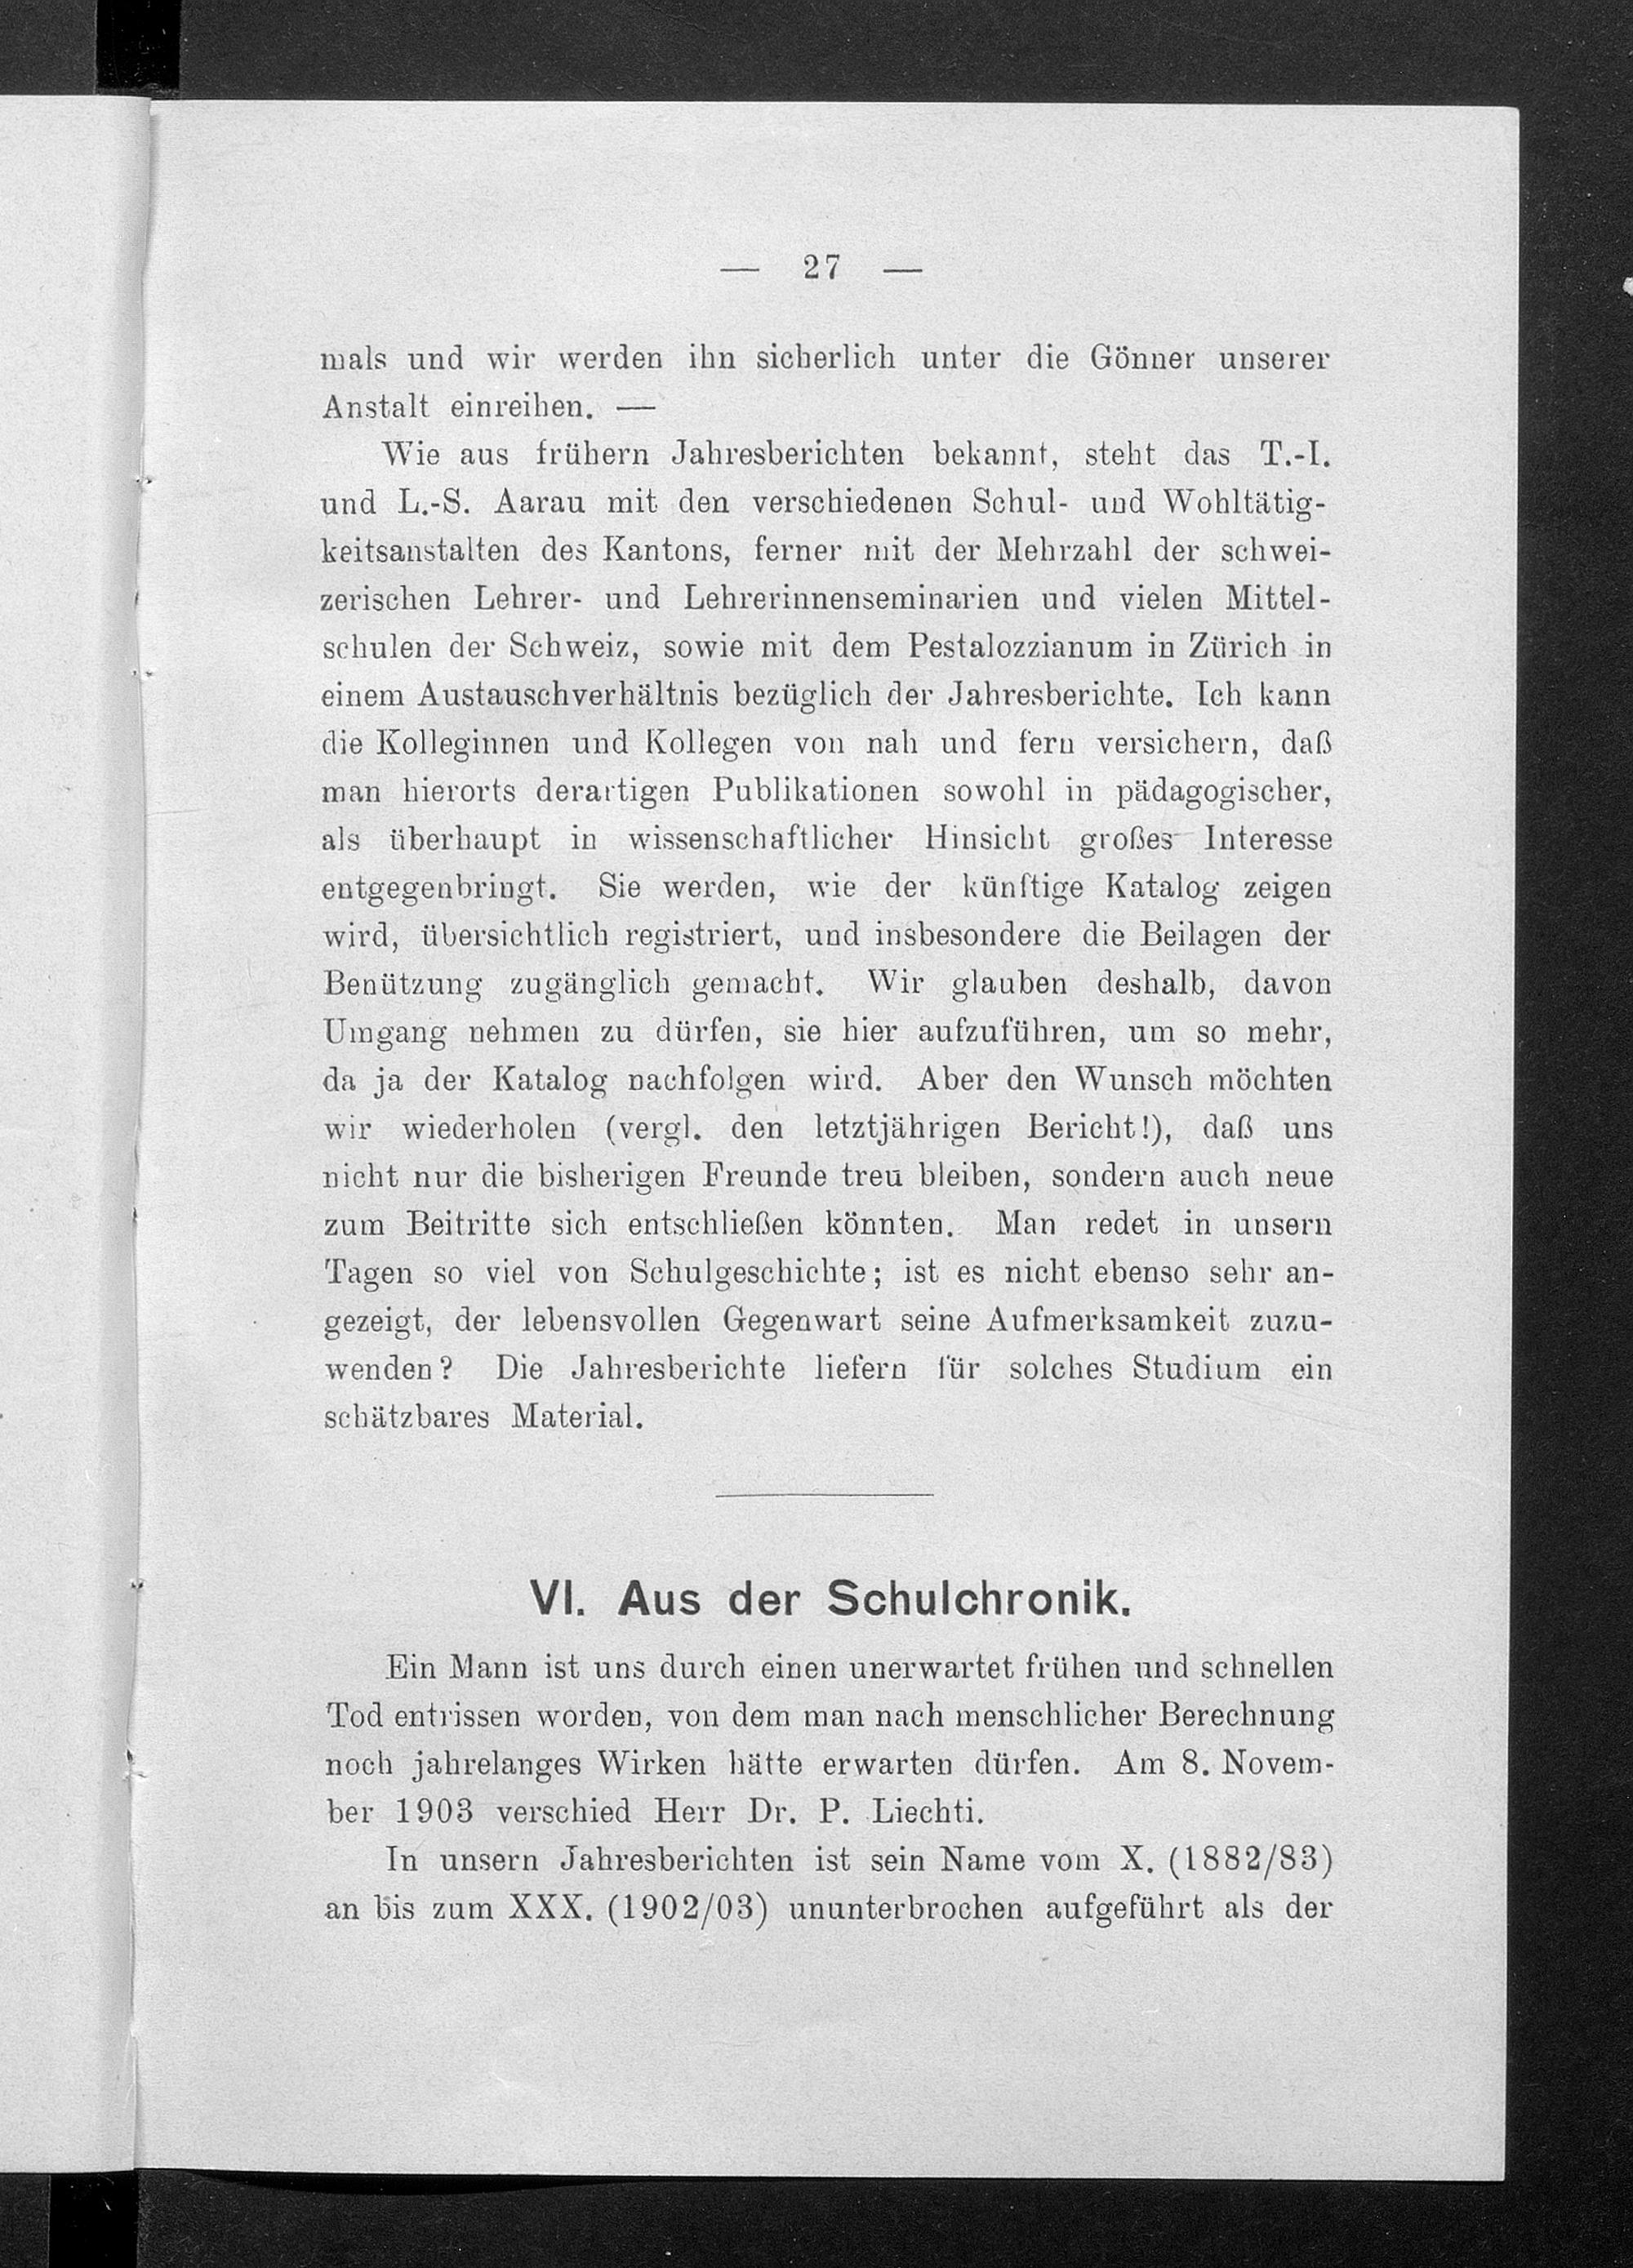 — 27 —
mals und wir werden ihn sicherlich unter die Gönner unserer
Anstalt einreihen. —
Wie aus frühern Jahresberichten bekannt, steht das T.-I.
und L.-S. Aarau mit den verschiedenen Schul- und Wohltätig-
keitsanstalten des Kantons, ferner mit der Mehrzahl der schwei-
zerischen Lehrer- und Lehrerinnenseminarien und vielen Mittel-
schulen der Schweiz, sowie mit dem Pestalozzianum in Zürich in
einem Austauschverhältnis bezüglich der Jahresberichte. Ich kann
die Kolleginnen und Kollegen von nah und fern versichern, daß
man hierorts derartigen Publikationen sowohl in pädagogischer,
als überhaupt in wissenschaftlicher Hinsicht großes Interesse
entgegenbringt. Sie werden, wie der künftige Katalog zeigen
wird, übersichtlich registriert, und insbesondere die Beilagen der
Benützung zugänglich gemacht. Wir glauben deshalb, davon
Umgang nehmen zu dürfen, sie hier aufzuführen, um so mehr,
da ja der Katalog nachfolgen wird. Aber den Wunsch möchten
wir wiederholen (vergl. den letztjährigen Bericht!), daß uns
nicht nur die bisherigen Freunde treu bleiben, sondern auch neue
zum Beitritte sich entschließen könnten. Man redet in unsern
Tagen so viel von Schulgeschichte; ist es nicht ebenso sehr an-
gezeigt, der lebensvollen Gegenwart seine Aufmerksamkeit zuzu-
wenden? Die Jahresberichte liefern für solches Studium ein
schätzbares Material.
VI. Aus der Schulchronik.
Ein Mann ist uns durch einen unerwartet frühen und schnellen
Tod entrissen worden, von dem man nach menschlicher Berechnung
noch jahrelanges Wirken hätte erwarten dürfen. Am 8. Novem-
ber 1903 verschied Herr Dr. P. Liechti.
In unsern Jahresberichten ist sein Name vom X. (1882/83)
an bis zum XXX. (1902/03) ununterbrochen aufgeführt als der